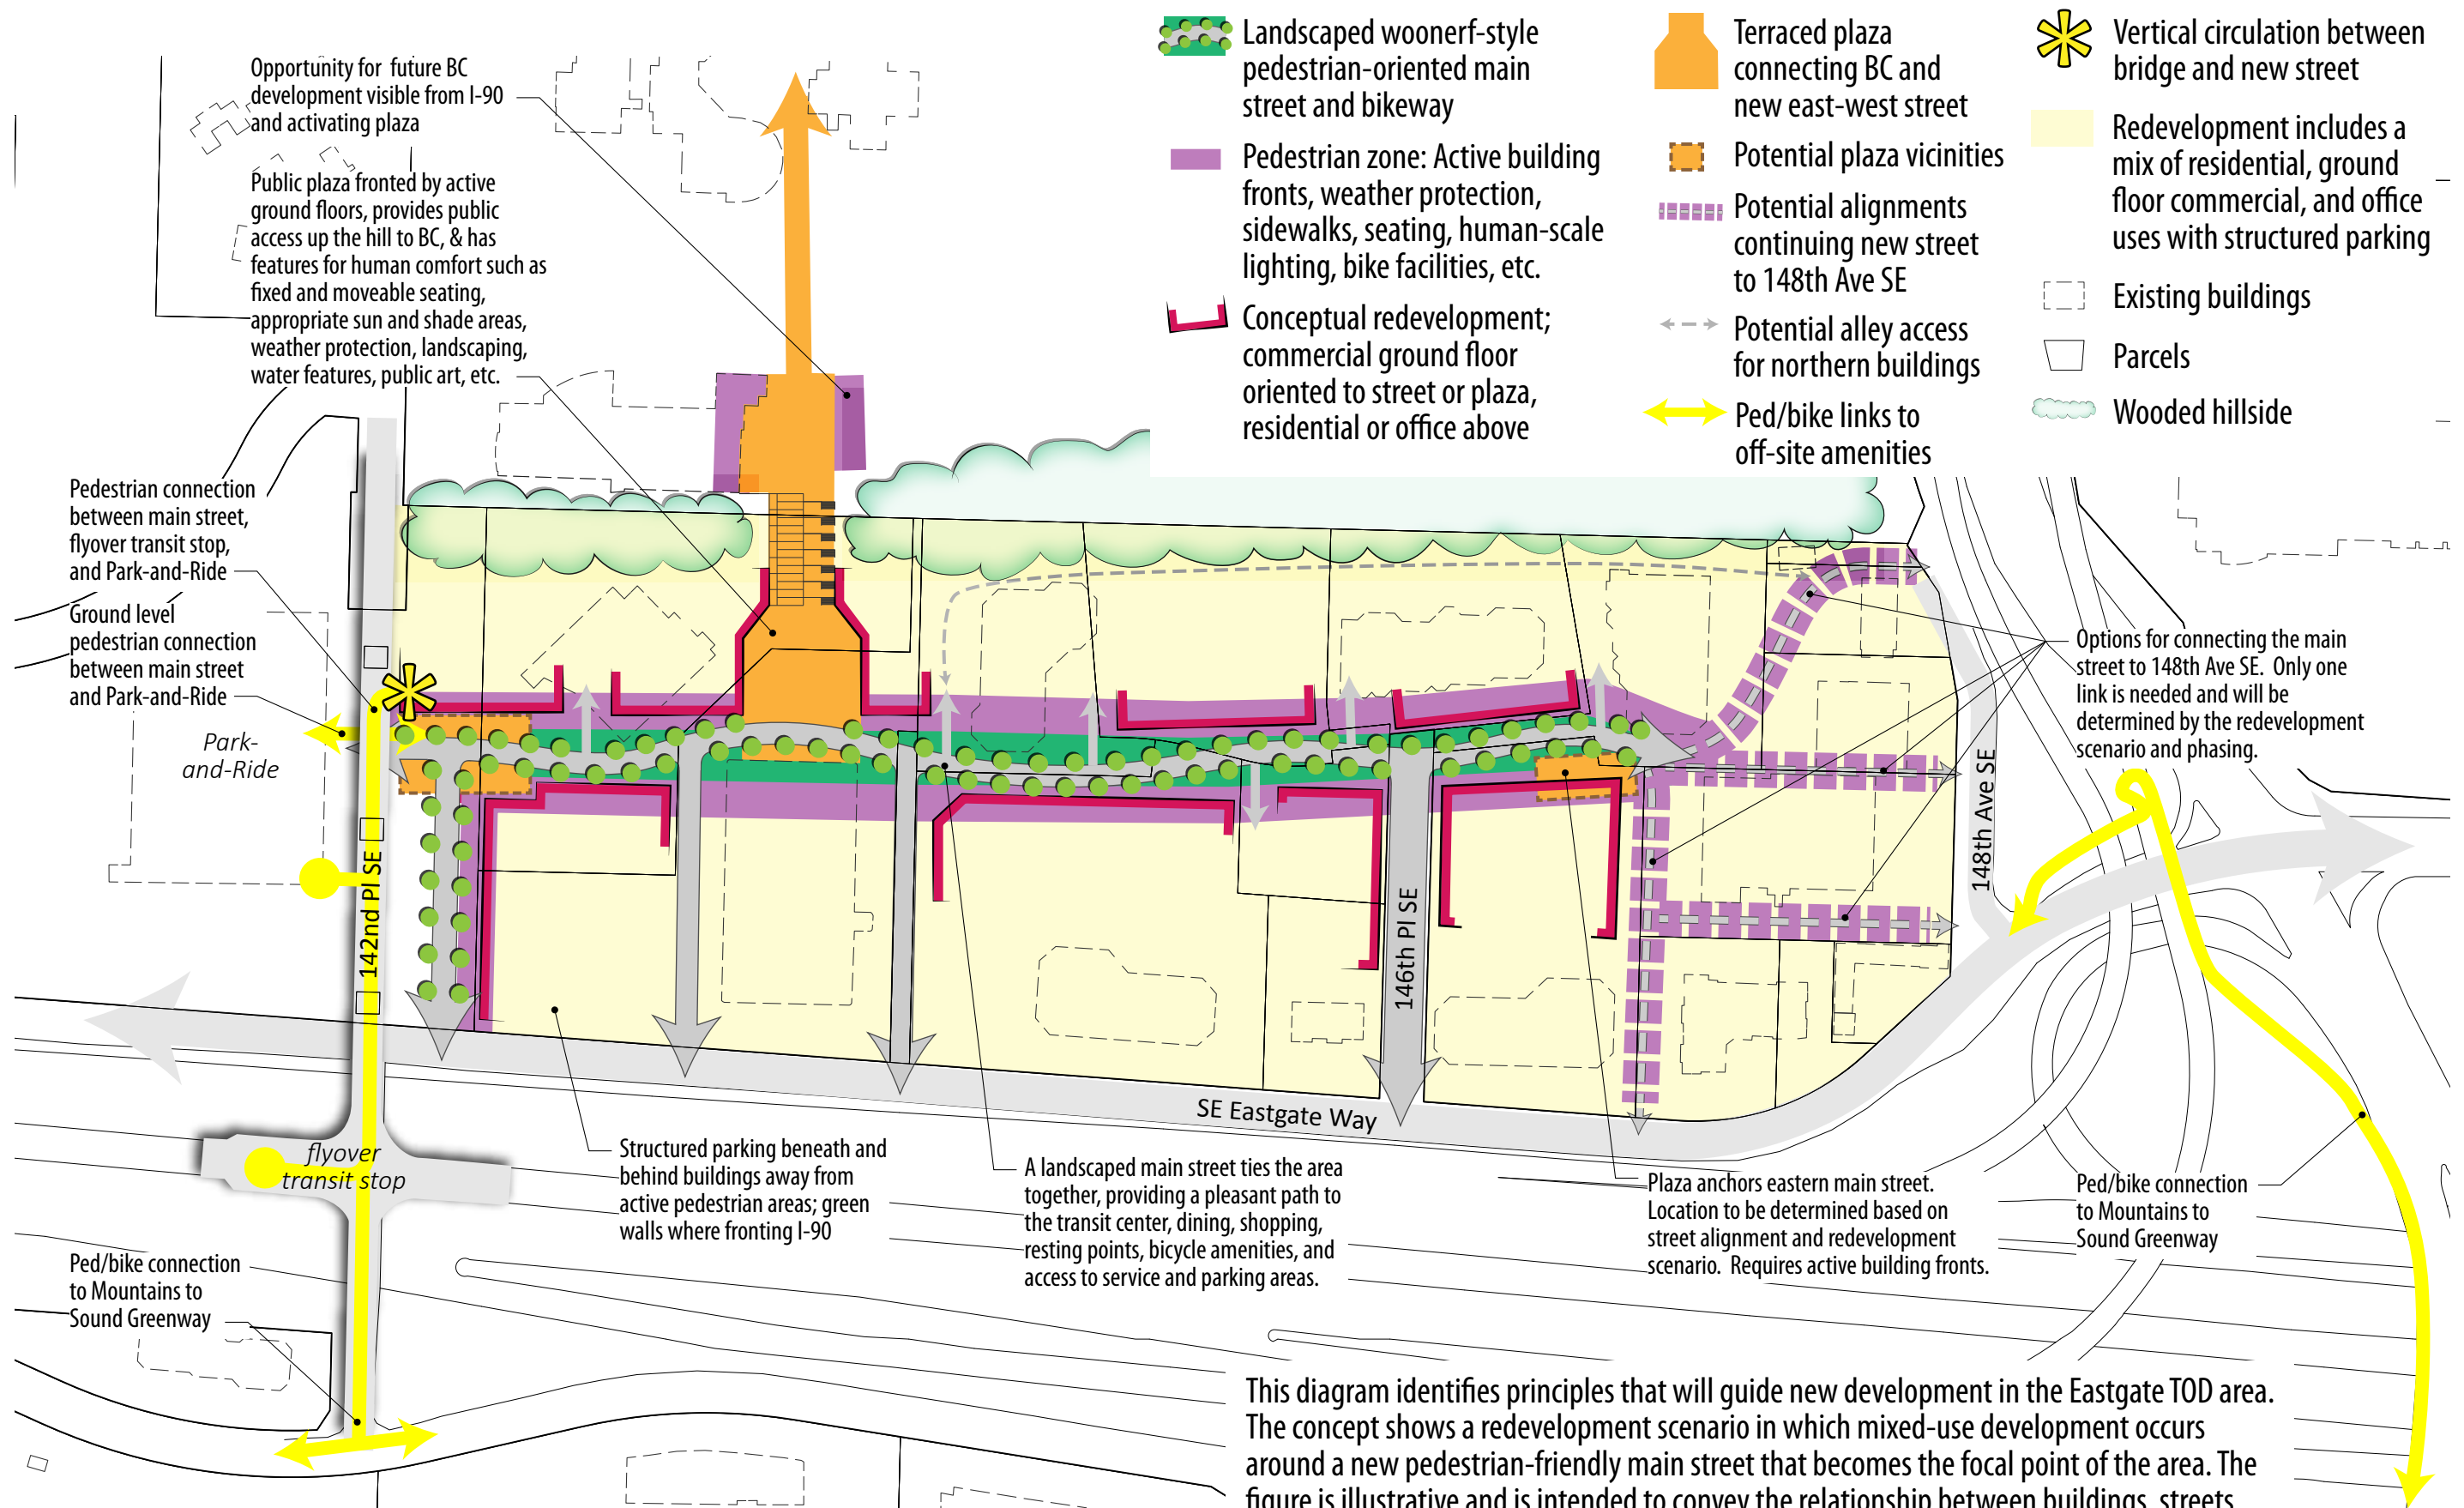 Opportunity for future BC
development visible from I-90
and activating plaza
Public plaza fronted by active
ground floors, provides public
access up the hill to BC, & has
features for human comfort such as
fixed and moveable seating,
appropriate sun and shade areas,
weather protection, landscaping,
water features, public art, etc.
Pedestrian connection
between main street,
flyover transit stop,
and Park-and-Ride
Ground level
pedestrian connection
between main street
and Park-and-Ride
Park-
and-Ride
Landscaped woonerf-style
pedestrian-oriented main
street and bikeway
Pedestrian zone: Active building
fronts, weather protection,
sidewalks, seating, human-scale
lighting, bike facilities, etc.
Conceptual redevelopment;
commercial ground floor
oriented to street or plaza,
residential or office above
Terraced plaza
connecting BC and
new east-west street
Potential plaza vicinities
Potential alignments
continuing new street
to 148th Ave SE
Potential alley access
for northern buildings
Ped/bike links to
off-site amenities
Vertical circulation between
bridge and new street
Redevelopment includes a
mix of residential, ground
floor commercial, and office
uses with structured parking
Existing buildings
Parcels
Wooded hillside
Options for connecting the main
street to 148th Ave SE. Only one
link is needed and will be
determined by the redevelopment
scenario and phasing.
142nd Pl SE
146th Pl SE
148th Ave SE
SE Eastgate Way
flyover
transit stop
Structured parking beneath and
behind buildings away from
active pedestrian areas; green
walls where fronting I-90
A landscaped main street ties the area
together, providing a pleasant path to
the transit center, dining, shopping,
resting points, bicycle amenities, and
access to service and parking areas.
Plaza anchors eastern main street.
Location to be determined based on
street alignment and redevelopment
scenario. Requires active building fronts.
Ped/bike connection
to Mountains to
Sound Greenway
Ped/bike connection
to Mountains to
Sound Greenway
This diagram identifies principles that will guide new development in the Eastgate TOD area.
The concept shows a redevelopment scenario in which mixed-use development occurs
around a new pedestrian-friendly main street that becomes the focal point of the area. The
figure is illustrative and is intended to convey the relationship between buildings, streets